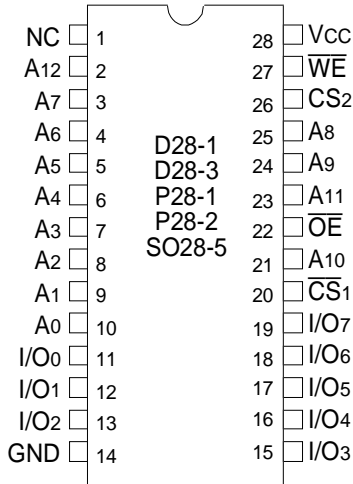 NC 1 28 VCC
A12 2 27 W̅E̅
A7 3 26 CS2
A6 4 25 A8
D28-1
A5 5 24 A9
D28-3
A4 6 23 A11
P28-1
A3 7 22 O̅E̅
P28-2
A2 8 21 A10
SO28-5
A1 9 20 C̅S̅1
A0 10 19 I/O7
I/O0 11 18 I/O6
I/O1 12 17 I/O5
I/O2 13 16 I/O4
GND 14 15 I/O3